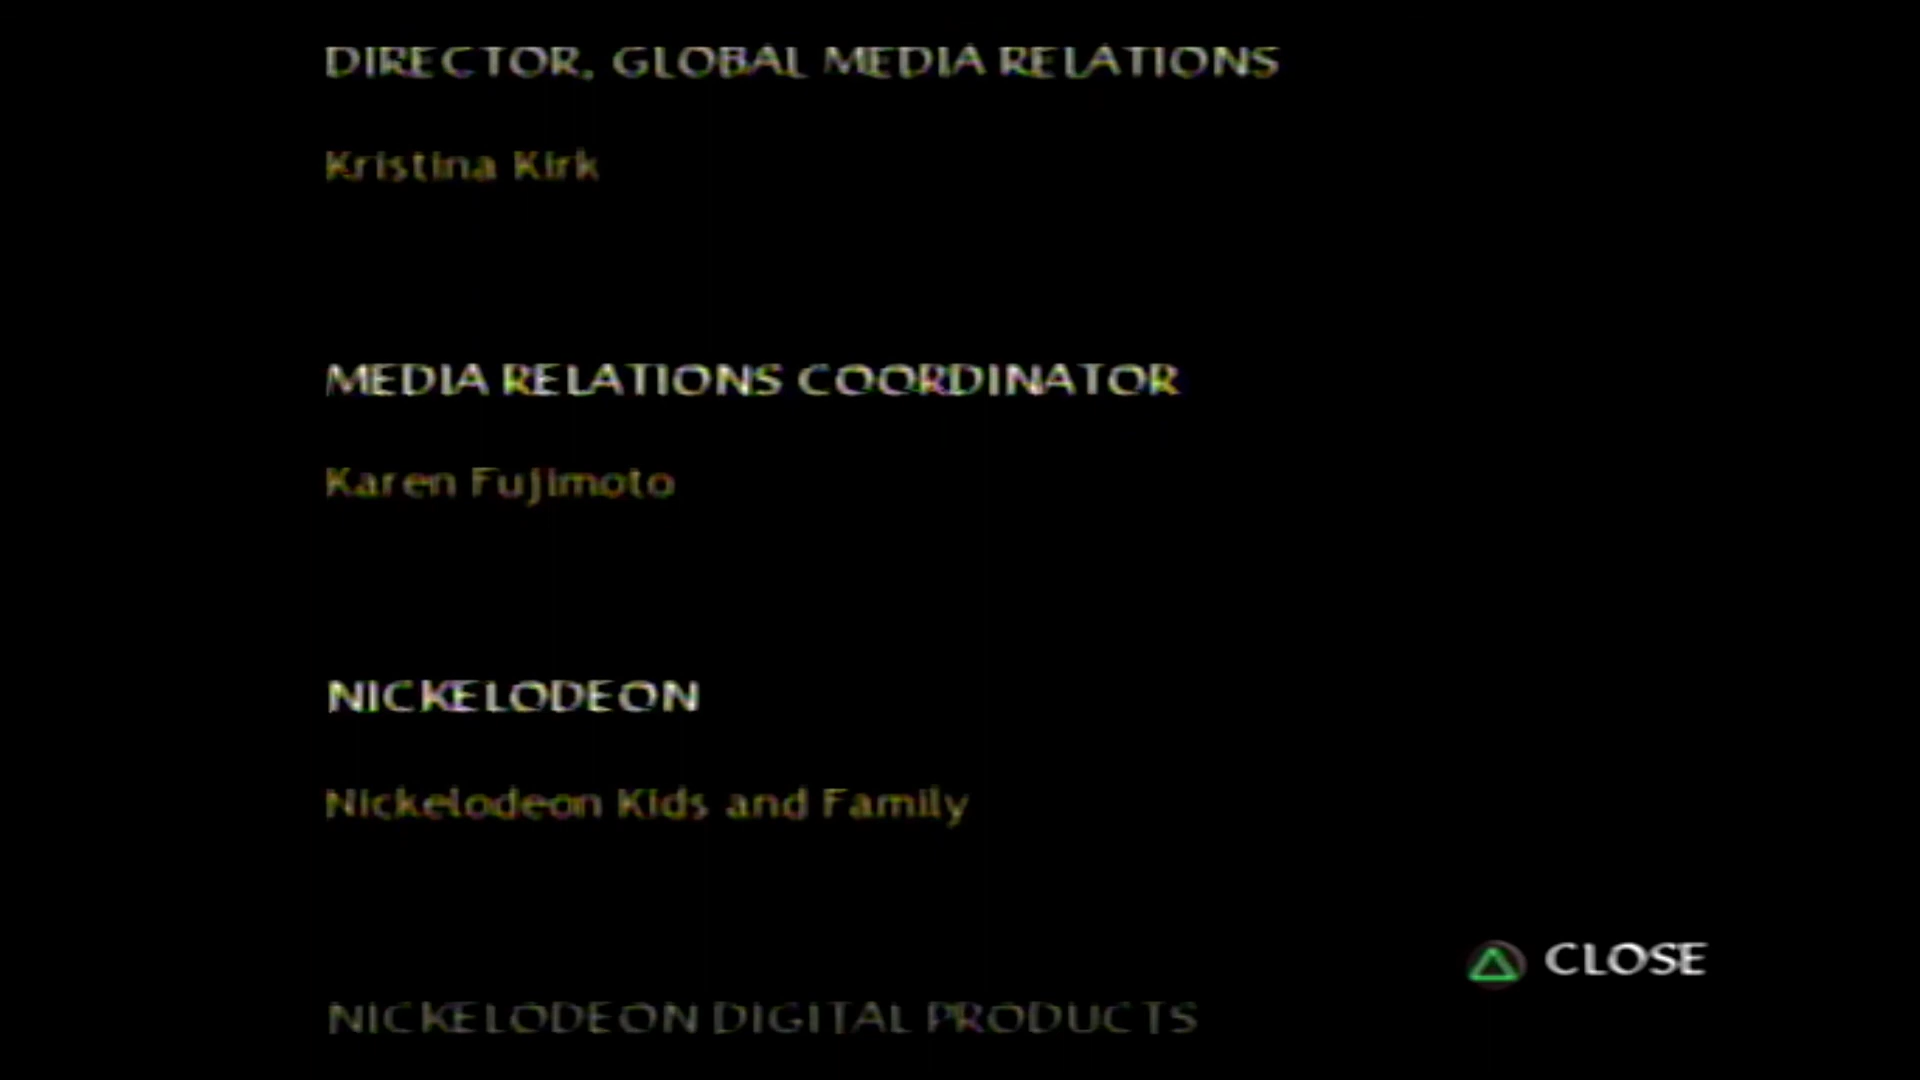 DIRECTOR, GLOBAL MEDIA RELATIONS
Kristina Kirk
MEDIA RELATIONS COORDINATOR
Karen Fujimoto
NICKELODEON
Nickelodeon Kids and Family
CLOSE
NICKELODEON DIGITAL PRODUCTS